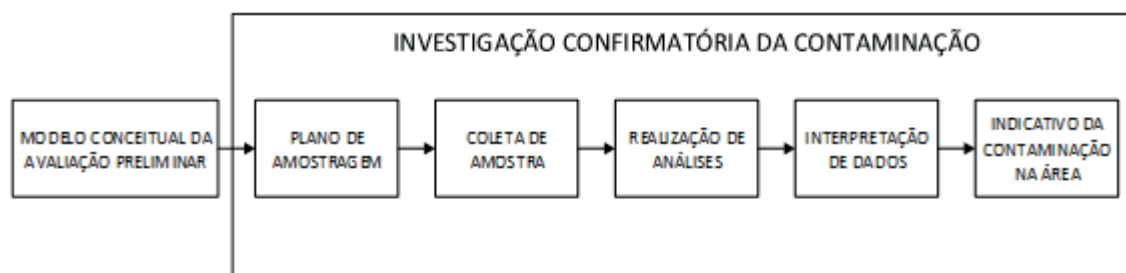 INVESTIGAÇÃO CONFIRMATÓRIA DA CONTAMINAÇÃO
MODELO CONCEITUAL DA
AVALIAÇÃO PRELIMINAR
PLANO DE
AMOSTRAGEM
COLETA DE
AMOSTRA
REALIZAÇÃO DE
ANÁLISES
INTERPRETAÇÃO
DE DADOS
INDICATIVO DA
CONTAMINAÇÃO
NA ÁREA